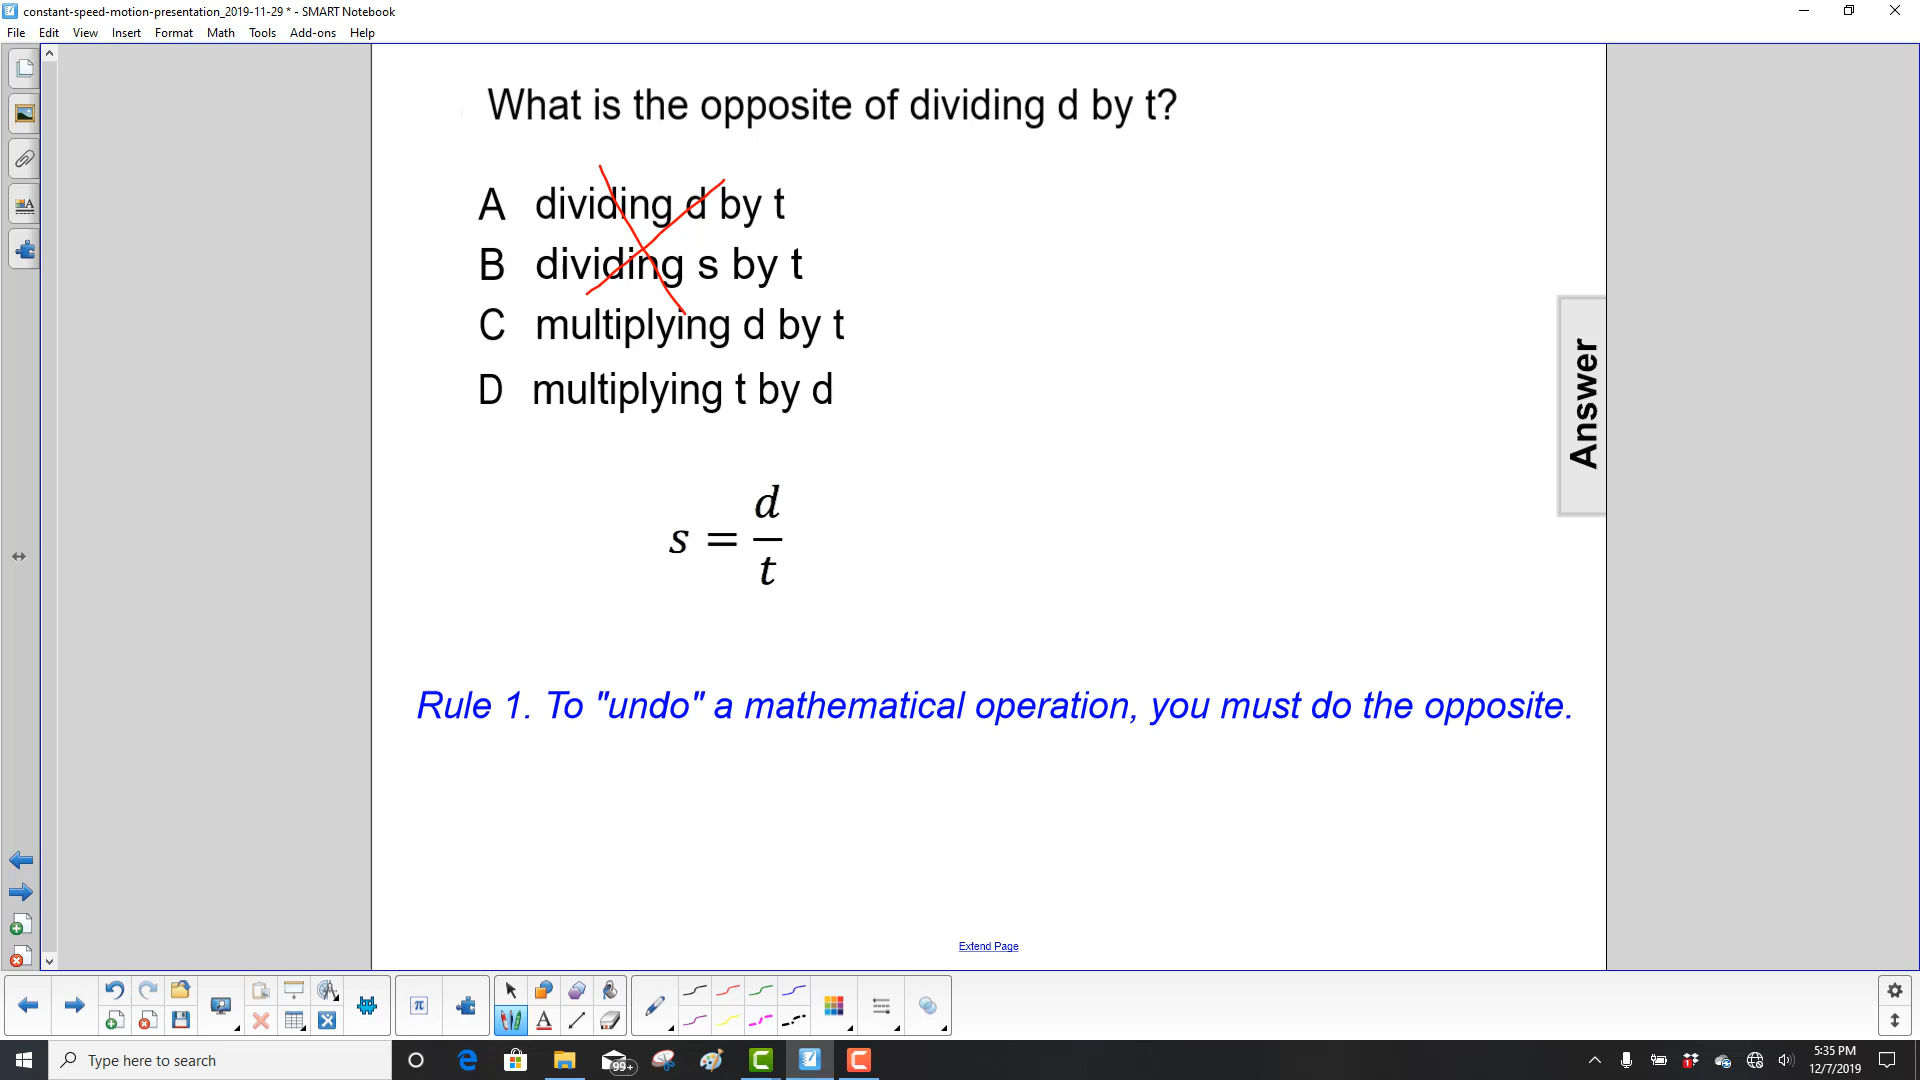 constant-speed-motion-presentation_2019-11-29 * - SMART Notebook
File Edit View Insert Format Math Tools Add-ons Help
What is the opposite of dividing d by t?
A dividing d by t
B dividing s by t
C multiplying d by t
D multiplying t by d
Answer
s = d/t
Rule 1. To "undo" a mathematical operation, you must do the opposite.
Extend Page
π
A
Type here to search
99+
5:35 PM
12/7/2019